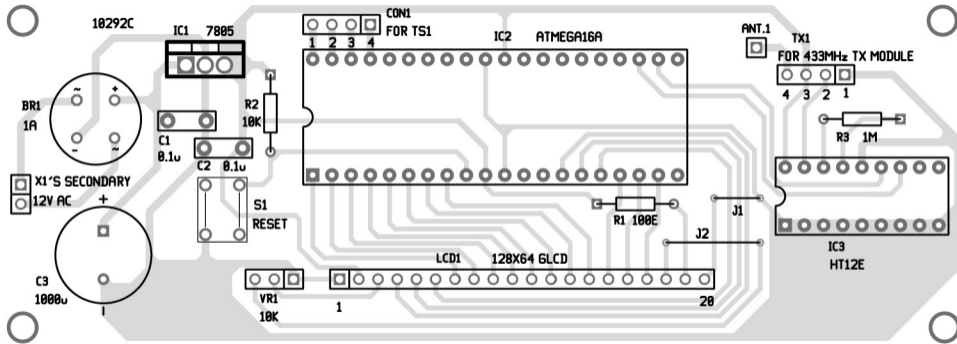 10292C
IC1 7805
CON1
FOR TS1
1 2 3 4
IC2 ATMEGA16A
ANT.1
TX1
FOR 433MHz TX MODULE
4 3 2 1
BR1
1A
~ +
- ~
R2
10K
C1
0.1u
C2 0.1u
R3 1M
X1'S SECONDARY
12V AC
S1
RESET
R1 100E
J1
J2
IC3
HT12E
+
C3
1000u
-
LCD1 128X64 GLCD
VR1
10K
1 20